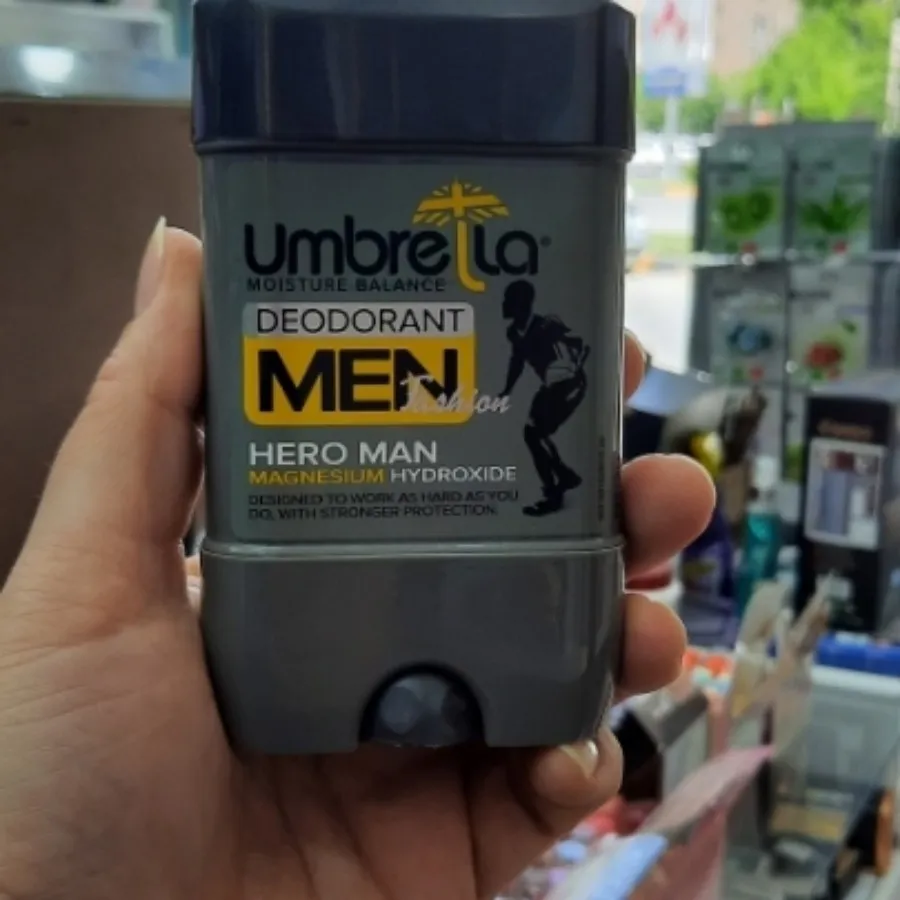 Umbrella®
MOISTURE BALANCE
DEODORANT
MEN
Fashion
HERO MAN
MAGNESIUM HYDROXIDE
DESIGNED TO WORK AS HARD AS YOU
DO, WITH STRONGER PROTECTION.